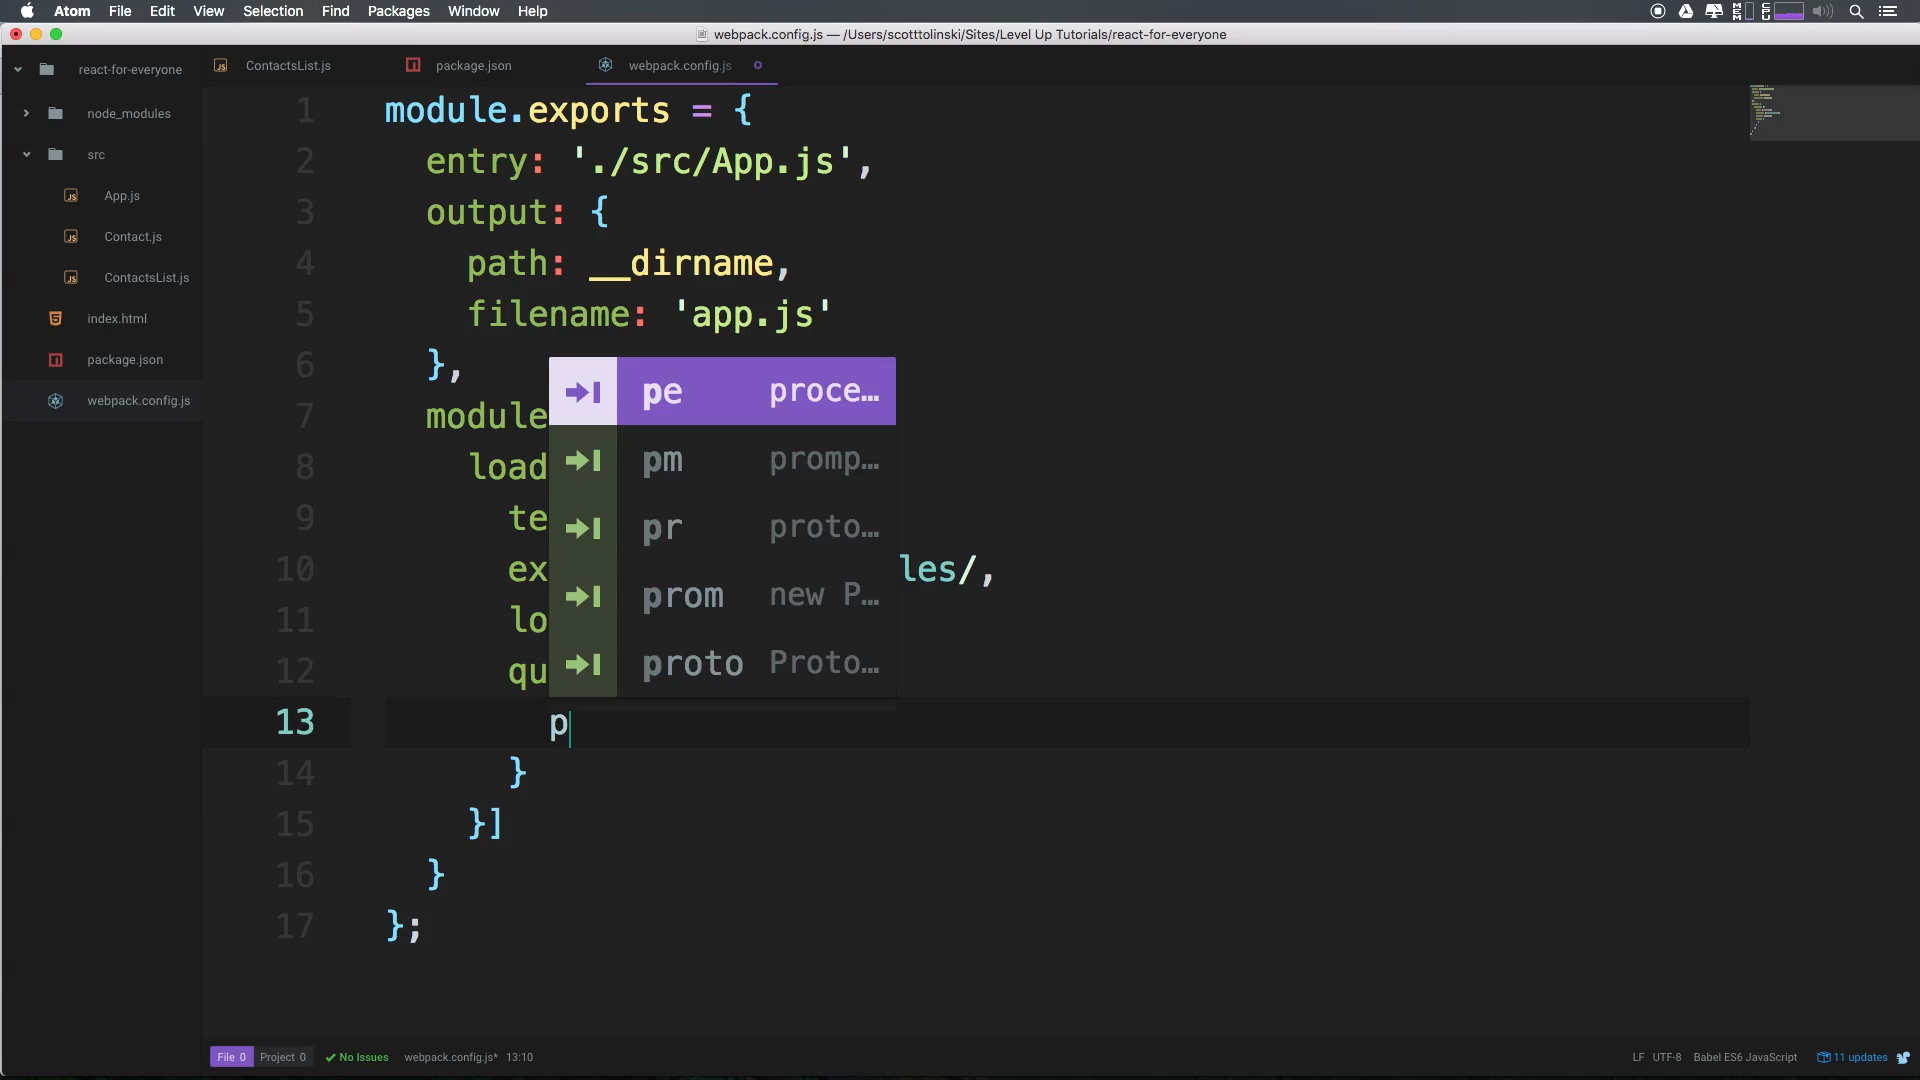 Atom File Edit View Selection Find Packages Window Help
webpack.config.js — /Users/scotttolinski/Sites/Level Up Tutorials/react-for-everyone
react-for-everyone
node_modules
src
App.js
Contact.js
ContactsList.js
index.html
package.json
webpack.config.js
ContactsList.js package.json webpack.config.js
1 module.exports = {
2 entry: './src/App.js',
3 output: {
4 path: __dirname,
5 filename: 'app.js'
6 },
7 module
8 load
9 te
10 ex les/,
11 lo
12 qu
pe proce…
pm promp…
pr proto…
prom new P…
proto Proto…
13 p
14 }
15 }]
16 }
17 };
File 0 Project 0 No Issues webpack.config.js* 13:10
LF UTF-8 Babel ES6 JavaScript 11 updates